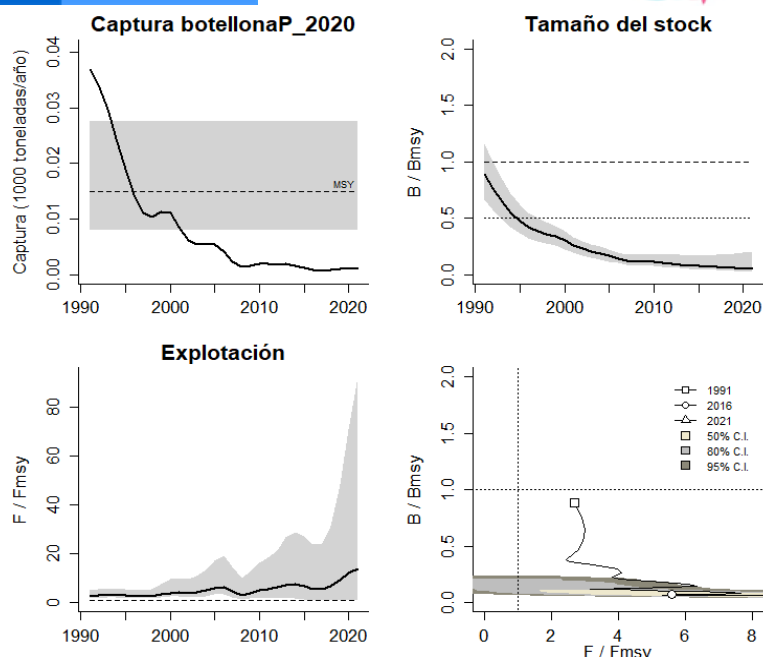 Captura botellonaP_2020
Captura (1000 toneladas/año)
0.00 0.01 0.02 0.03 0.04
MSY
1990 2000 2010 2020
Tamaño del stock
B / Bmsy
0.0 0.5 1.0 1.5 2.0
1990 2000 2010 2020
Explotación
F / Fmsy
0 20 40 60 80
1990 2000 2010 2020
B / Bmsy
0.0 0.5 1.0 1.5 2.0
1991
2016
2021
50% C.I.
80% C.I.
95% C.I.
0 2 4 6 8
F / Fmsy